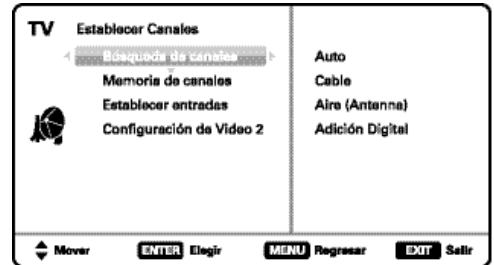 TV Establecer Canales
Búsqueda de canales
Memoria de canales
Establecer entradas
Configuración de Video 2
Auto
Cable
Aire (Antenna)
Adición Digital
Mover ENTER Elegir MENU Regresar EXIT Salir